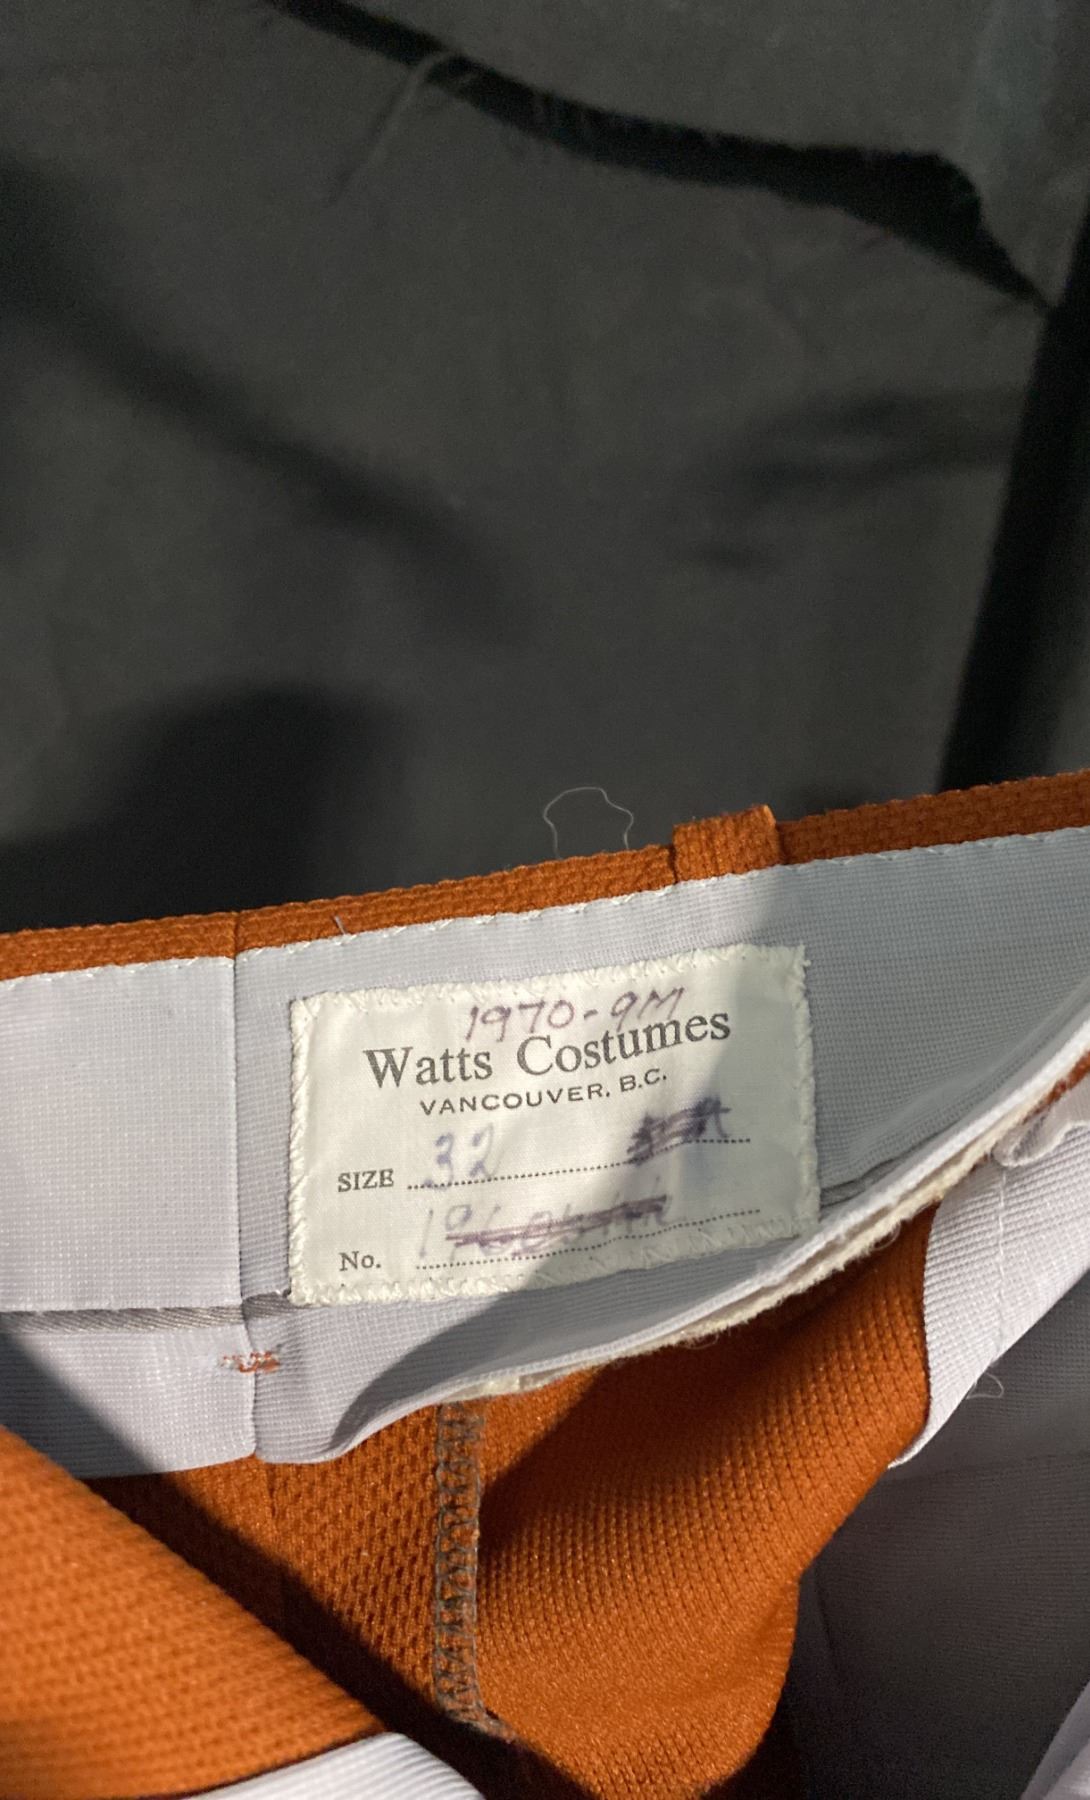 1970-9M
Watts Costumes
VANCOUVER, B.C.
SIZE 32
No.